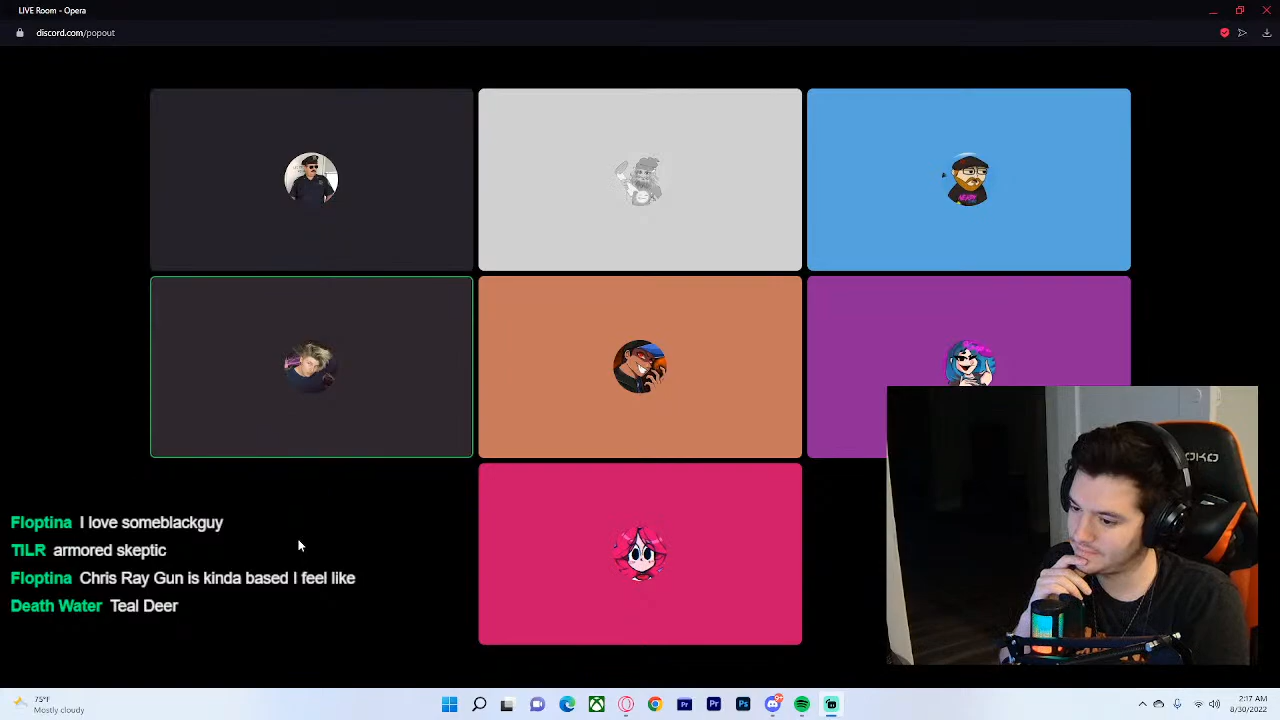 LIVE Room - Opera
discord.com/popout
Floptina I love someblackguy
TILR armored skeptic
Floptina Chris Ray Gun is kinda based I feel like
Death Water Teal Deer
75°F
Mostly cloudy
2:17 AM
8/30/2022